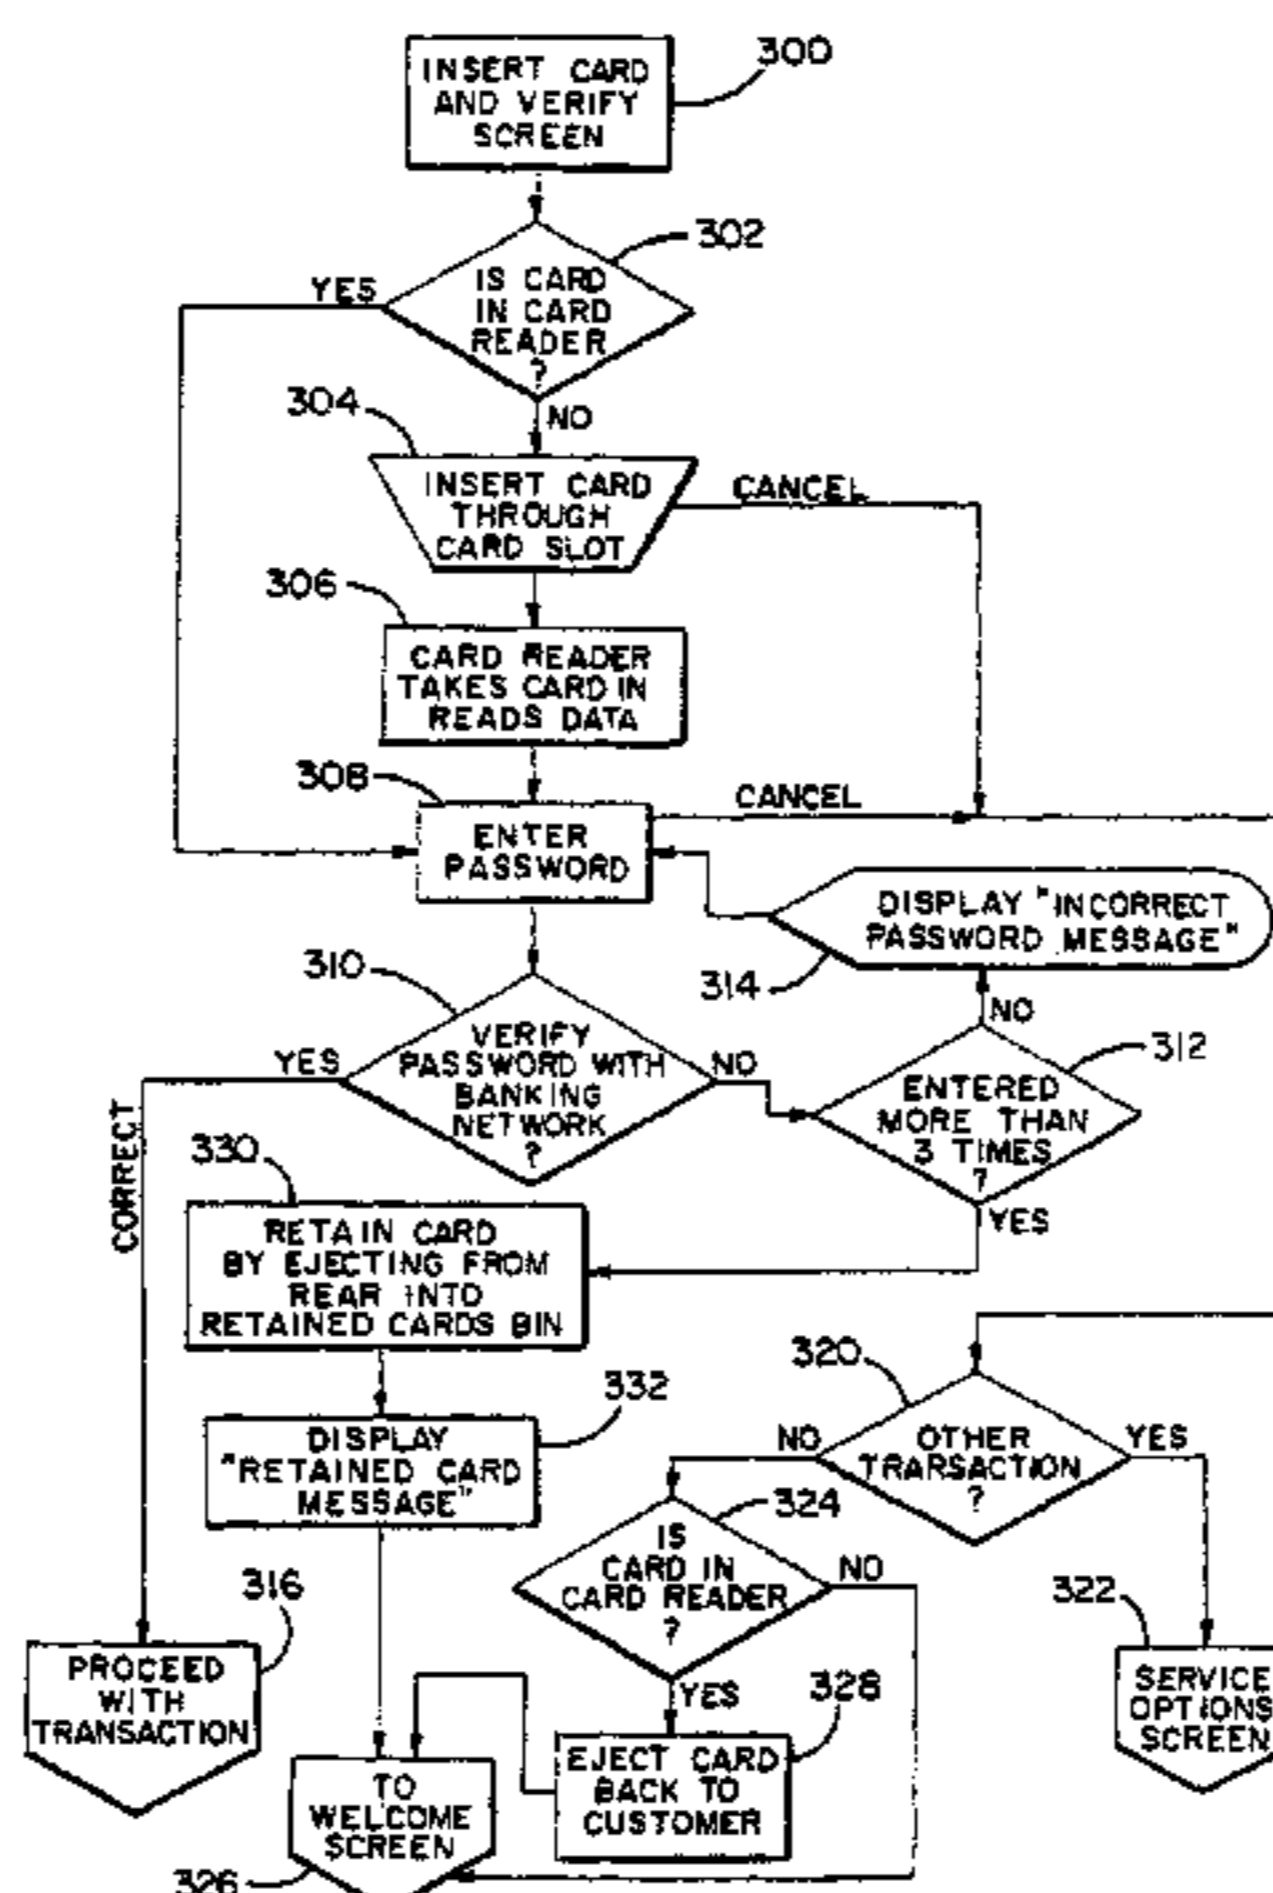 300
INSERT CARD
AND VERIFY
SCREEN
302
YES
IS CARD
IN CARD
READER
?
304
NO
INSERT CARD
THROUGH
CARD SLOT
CANCEL
306
CARD READER
TAKES CARD IN
READS DATA
308
CANCEL
ENTER
PASSWORD
DISPLAY "INCORRECT
PASSWORD MESSAGE"
310
314
NO
312
YES
VERIFY
PASSWORD WITH
BANKING
NETWORK
?
NO
ENTERED
MORE THAN
3 TIMES
?
CORRECT
330
YES
RETAIN CARD
BY EJECTING FROM
REAR INTO
RETAINED CARDS BIN
320
332
DISPLAY
"RETAINED CARD
MESSAGE"
NO
OTHER
TRARSACTION
?
YES
324
IS
CARD IN
CARD READER
?
NO
316
322
PROCEED
WITH
TRANSACTION
YES
328
SERVICE
OPTIONS
SCREEN
EJECT CARD
BACK TO
CUSTOMER
TO
WELCOME
SCREEN
326